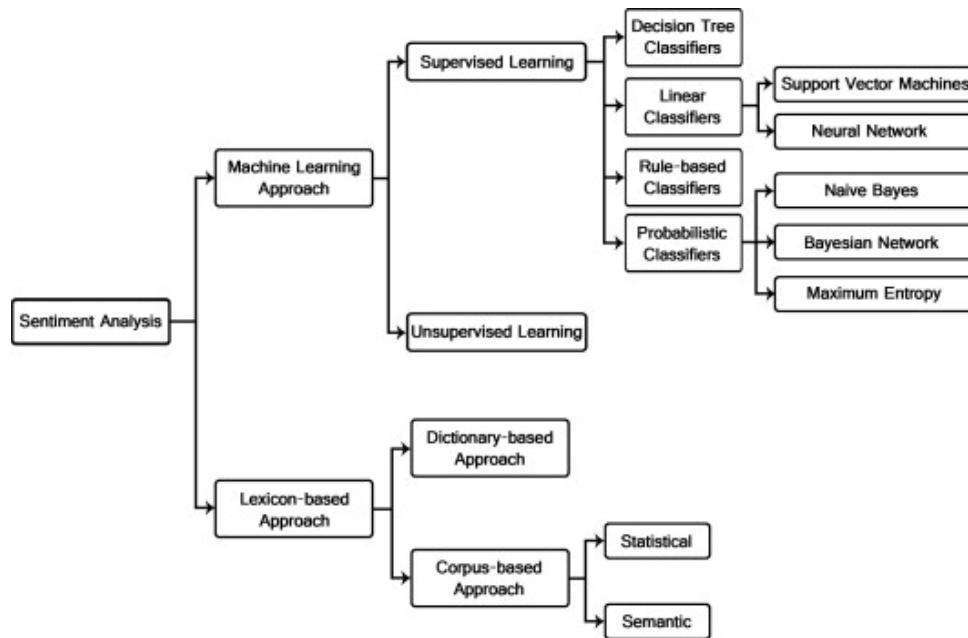 Decision Tree
Classifiers
Supervised Learning
Linear
Classifiers
Support Vector Machines
Neural Network
Machine Learning
Approach
Rule-based
Classifiers
Naive Bayes
Probabilistic
Classifiers
Bayesian Network
Maximum Entropy
Sentiment Analysis
Unsupervised Learning
Dictionary-based
Approach
Lexicon-based
Approach
Corpus-based
Approach
Statistical
Semantic